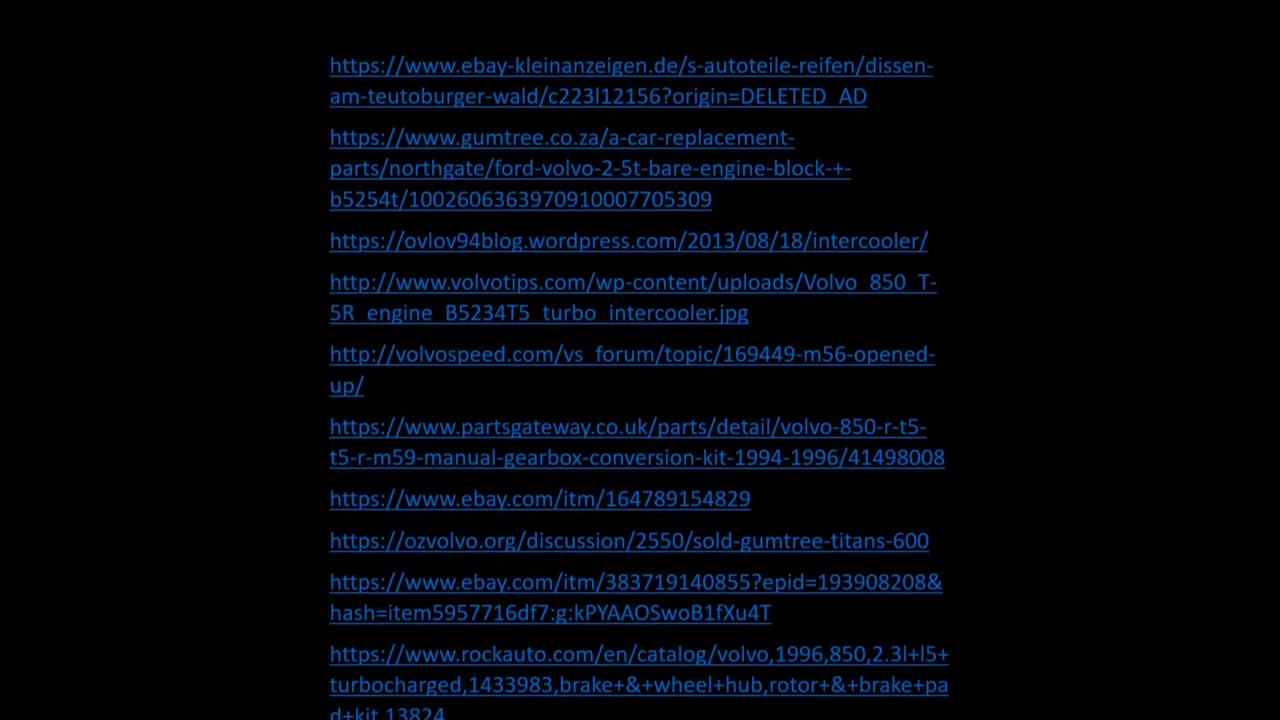 https://www.ebay-kleinanzeigen.de/s-autoteile-reifen/dissen-
am-teutoburger-wald/c223l12156?origin=DELETED_AD
https://www.gumtree.co.za/a-car-replacement-
parts/northgate/ford-volvo-2-5t-bare-engine-block-+-
b5254t/1002606363970910007705309
https://ovlov94blog.wordpress.com/2013/08/18/intercooler/
http://www.volvotips.com/wp-content/uploads/Volvo_850_T-
5R_engine_B5234T5_turbo_intercooler.jpg
http://volvospeed.com/vs_forum/topic/169449-m56-opened-
up/
https://www.partsgateway.co.uk/parts/detail/volvo-850-r-t5-
t5-r-m59-manual-gearbox-conversion-kit-1994-1996/41498008
https://www.ebay.com/itm/164789154829
https://ozvolvo.org/discussion/2550/sold-gumtree-titans-600
https://www.ebay.com/itm/383719140855?epid=193908208&
hash=item5957716df7:g:kPYAAOSwoB1fXu4T
https://www.rockauto.com/en/catalog/volvo,1996,850,2.3l+l5+
turbocharged,1433983,brake+&+wheel+hub,rotor+&+brake+pa
d+kit,13824